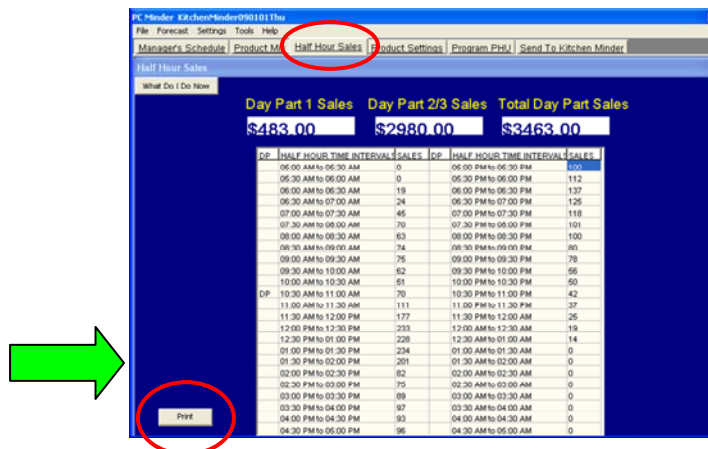 PC Minder KitchenMinder090101Thu
File Forecast Settings Tools Help
Manager's Schedule Product M Half Hour Sales Product Settings Program PHU Send To Kitchen Minder
Half Hour Sales
What Do I Do Now
Day Part 1 Sales Day Part 2/3 Sales Total Day Part Sales
$483.00 $2980.00 $3463.00
DP HALF HOUR TIME INTERVALS SALES DP HALF HOUR TIME INTERVALS SALES
05:00 AM to 05:30 AM 0 05:00 PM to 05:30 PM 100
05:30 AM to 06:00 AM 0 05:30 PM to 06:00 PM 112
06:00 AM to 06:30 AM 19 06:00 PM to 06:30 PM 137
06:30 AM to 07:00 AM 24 06:30 PM to 07:00 PM 125
07:00 AM to 07:30 AM 45 07:00 PM to 07:30 PM 118
07:30 AM to 08:00 AM 70 07:30 PM to 08:00 PM 101
08:00 AM to 08:30 AM 63 08:00 PM to 08:30 PM 100
08:30 AM to 09:00 AM 74 08:30 PM to 09:00 PM 80
09:00 AM to 09:30 AM 75 09:00 PM to 09:30 PM 78
09:30 AM to 10:00 AM 62 09:30 PM to 10:00 PM 56
10:00 AM to 10:30 AM 51 10:00 PM to 10:30 PM 50
DP 10:30 AM to 11:00 AM 70 10:30 PM to 11:00 PM 42
11:00 AM to 11:30 AM 111 11:00 PM to 11:30 PM 37
11:30 AM to 12:00 PM 177 11:30 PM to 12:00 AM 25
12:00 PM to 12:30 PM 233 12:00 AM to 12:30 AM 19
12:30 PM to 01:00 PM 228 12:30 AM to 01:00 AM 14
01:00 PM to 01:30 PM 234 01:00 AM to 01:30 AM 0
01:30 PM to 02:00 PM 201 01:30 AM to 02:00 AM 0
02:00 PM to 02:30 PM 82 02:00 AM to 02:30 AM 0
02:30 PM to 03:00 PM 75 02:30 AM to 03:00 AM 0
03:00 PM to 03:30 PM 89 03:00 AM to 03:30 AM 0
03:30 PM to 04:00 PM 97 03:30 AM to 04:00 AM 0
04:00 PM to 04:30 PM 93 04:00 AM to 04:30 AM 0
04:30 PM to 05:00 PM 96 04:30 AM to 05:00 AM 0
Print